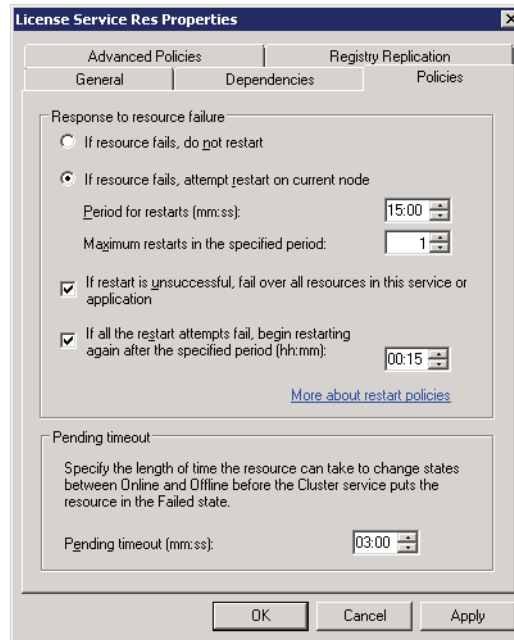 License Service Res Properties
Advanced Policies
Registry Replication
General
Dependencies
Policies
Response to resource failure
If resource fails, do not restart
If resource fails, attempt restart on current node
Period for restarts (mm:ss):
15:00
Maximum restarts in the specified period:
1
If restart is unsuccessful, fail over all resources in this service or
application
If all the restart attempts fail, begin restarting
again after the specified period (hh:mm):
00:15
More about restart policies
Pending timeout
Specify the length of time the resource can take to change states
between Online and Offline before the Cluster service puts the
resource in the Failed state.
Pending timeout (mm:ss):
03:00
OK
Cancel
Apply